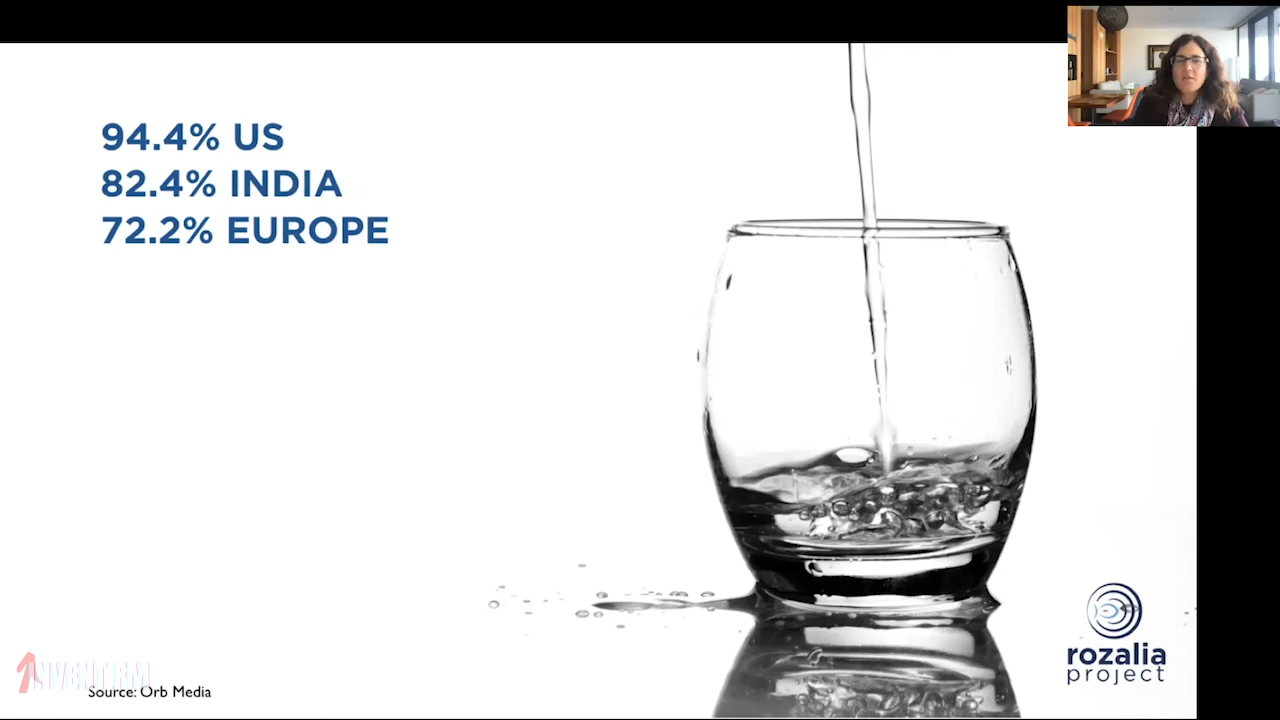 94.4% US
82.4% INDIA
72.2% EUROPE
rozalia
project
Source: Orb Media